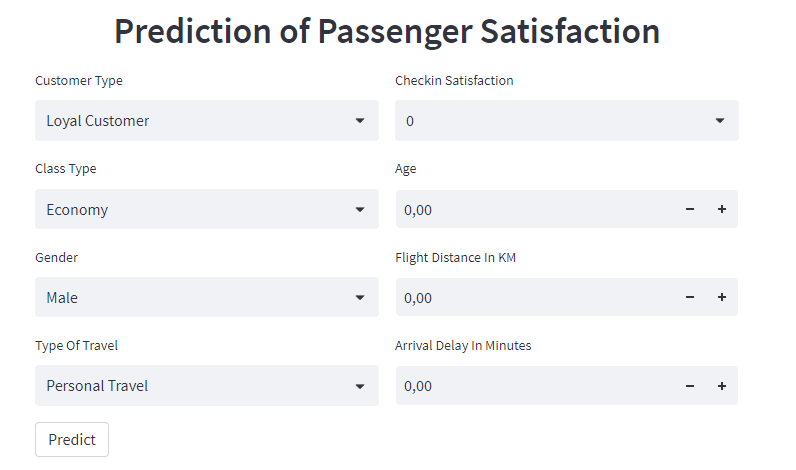 Prediction of Passenger Satisfaction
Customer Type
Loyal Customer
Checkin Satisfaction
0
Class Type
Economy
Age
0,00
Gender
Male
Flight Distance In KM
0,00
Type Of Travel
Personal Travel
Arrival Delay In Minutes
0,00
Predict